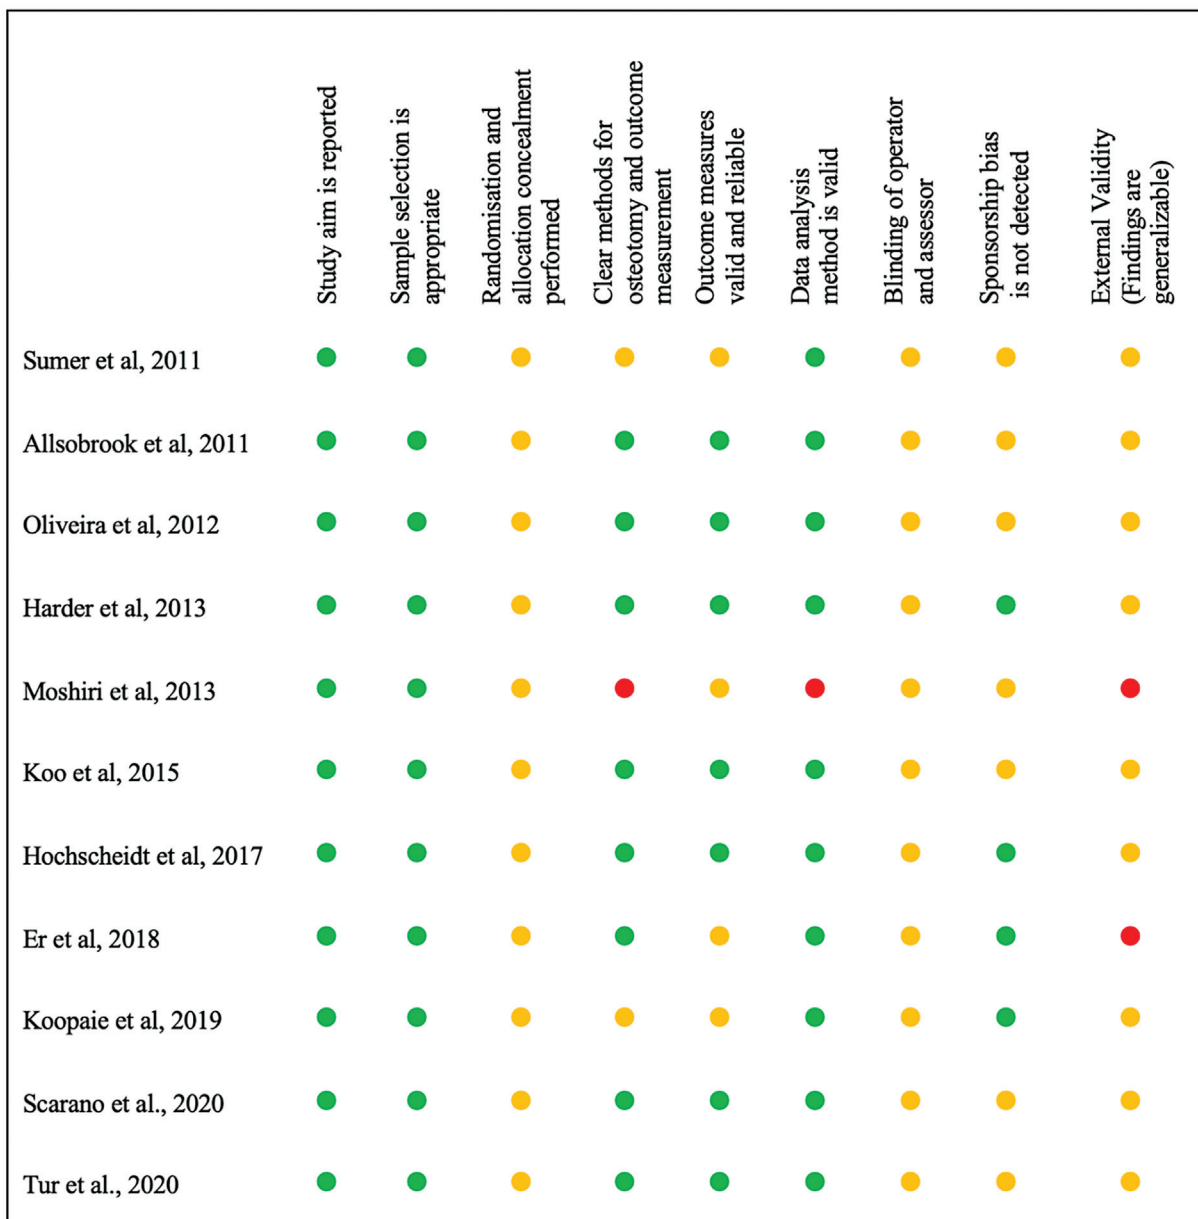 Study aim is reported
Sample selection is
appropriate
Randomisation and
allocation concealment
performed
Clear methods for
osteotomy and outcome
measurement
Outcome measures
valid and reliable
Data analysis
method is valid
Blinding of operator
and assessor
Sponsorship bias
is not detected
External Validity
(Findings are
generalizable)
Sumer et al, 2011
Allsobrook et al, 2011
Oliveira et al, 2012
Harder et al, 2013
Moshiri et al, 2013
Koo et al, 2015
Hochscheidt et al, 2017
Er et al, 2018
Koopaie et al, 2019
Scarano et al., 2020
Tur et al., 2020